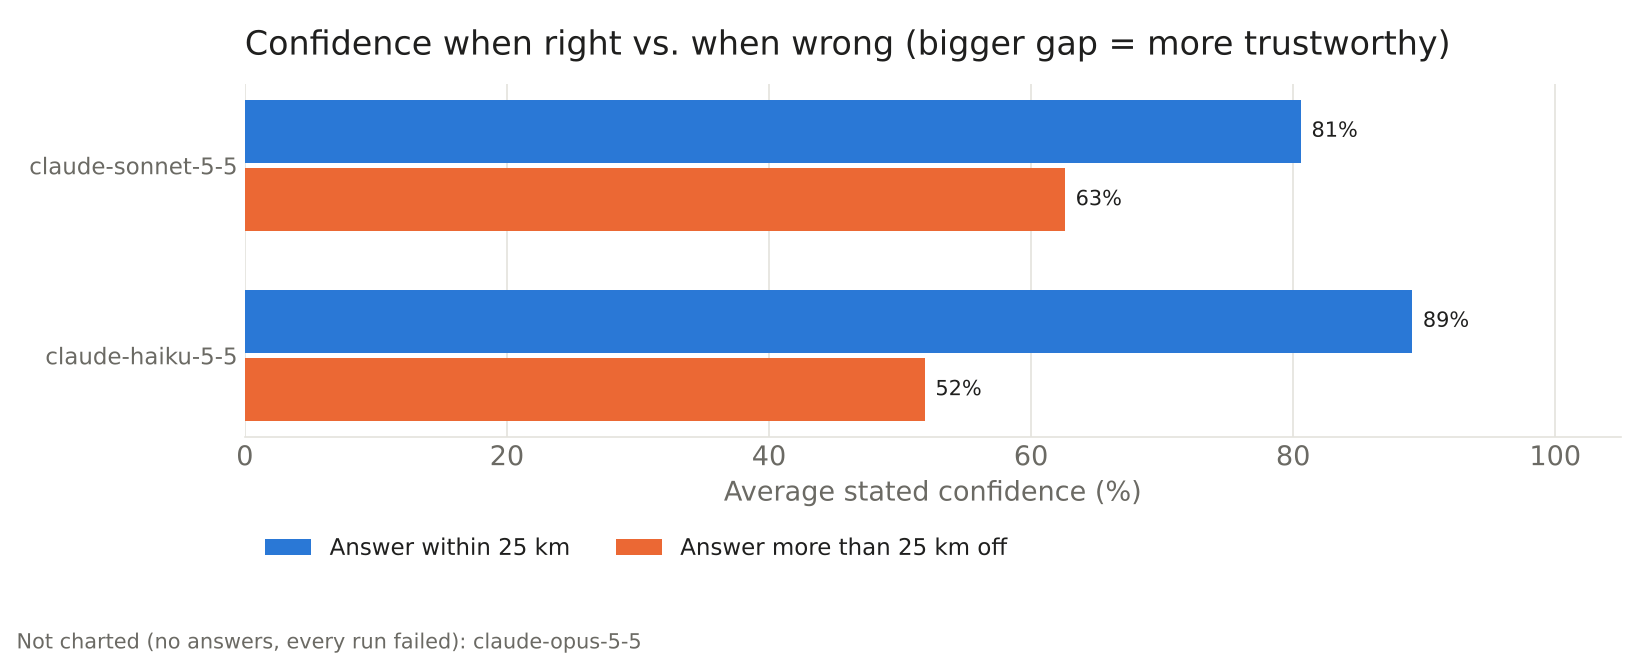 Confidence when right vs. when wrong (bigger gap = more trustworthy)
claude-sonnet-5-5
81%
63%
claude-haiku-5-5
89%
52%
0 20 40 60 80 100
Average stated confidence (%)
Answer within 25 km Answer more than 25 km off
Not charted (no answers, every run failed): claude-opus-5-5